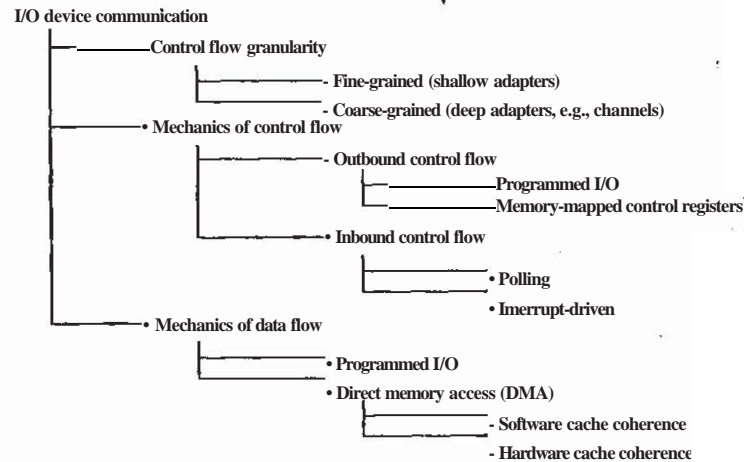 I/O device communication
Control flow granularity
- Fine-grained (shallow adapters)
- Coarse-grained (deep adapters, e.g., channels)
• Mechanics of control flow
- Outbound control flow
Programmed I/O
Memory-mapped control registers
• Inbound control flow
• Polling
• Imerrupt-driven
• Mechanics of data flow
• Programmed I/O
• Direct memory access (DMA)
- Software cache coherence
- Hardware cache coherence